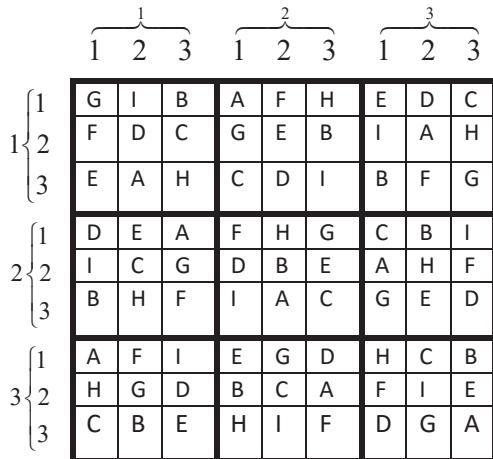 1 2 3
1 2 3 1 2 3 1 2 3
1 G I B A F H E D C
1 2 F D C G E B I A H
3 E A H C D I B F G
1 D E A F H G C B I
2 2 I C G D B E A H F
3 B H F I A C G E D
1 A F I E G D H C B
3 2 H G D B C A F I E
3 C B E H I F D G A